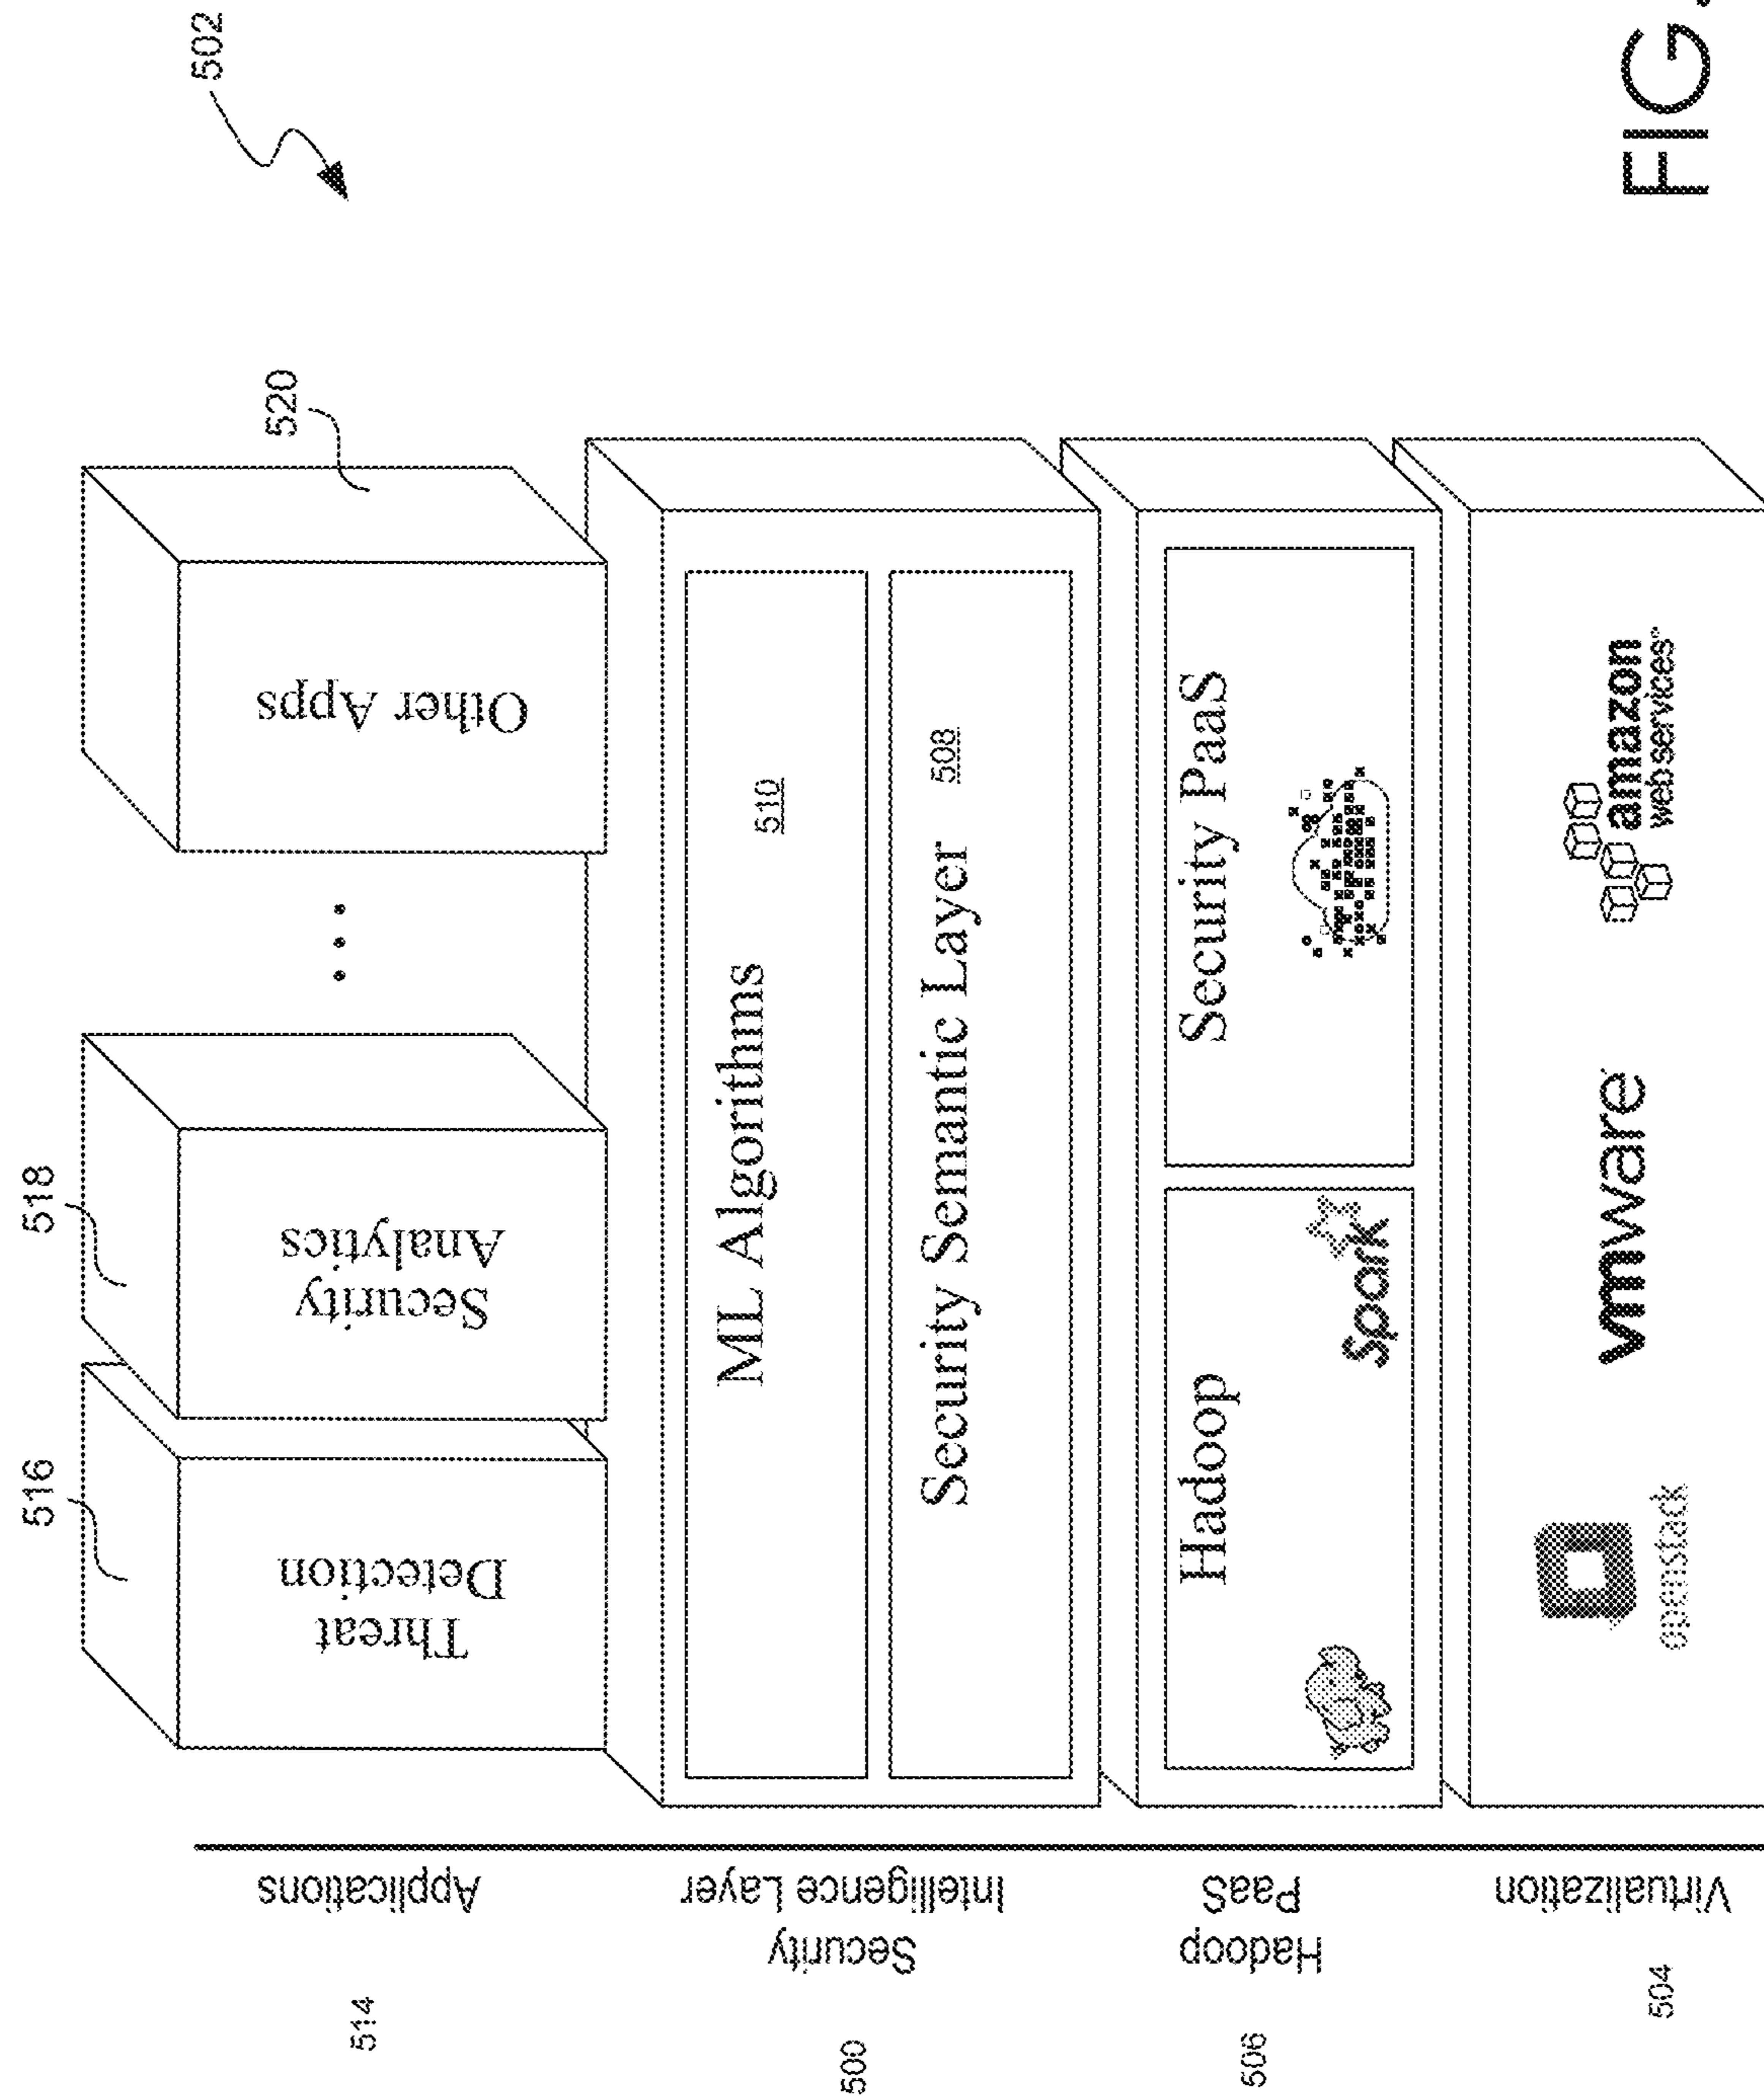 502
516
518
520
514
Applications
Threat
Detection
Security
Analytics
• • •
Other Apps
500
Security
Intelligence Layer
ML Algorithms
510
Security Semantic Layer
508
506
Hadoop
PaaS
Hadoop
Spark
Security PaaS
504
Virtualization
openstack
vmware
amazon
web services
FIG.